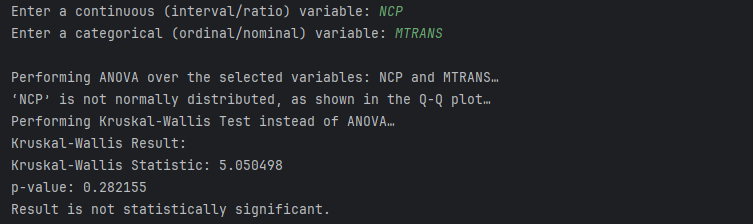 Enter a continuous (interval/ratio) variable: NCP
Enter a categorical (ordinal/nominal) variable: MTRANS
Performing ANOVA over the selected variables: NCP and MTRANS…
‘NCP’ is not normally distributed, as shown in the Q-Q plot…
Performing Kruskal-Wallis Test instead of ANOVA…
Kruskal-Wallis Result:
Kruskal-Wallis Statistic: 5.050498
p-value: 0.282155
Result is not statistically significant.